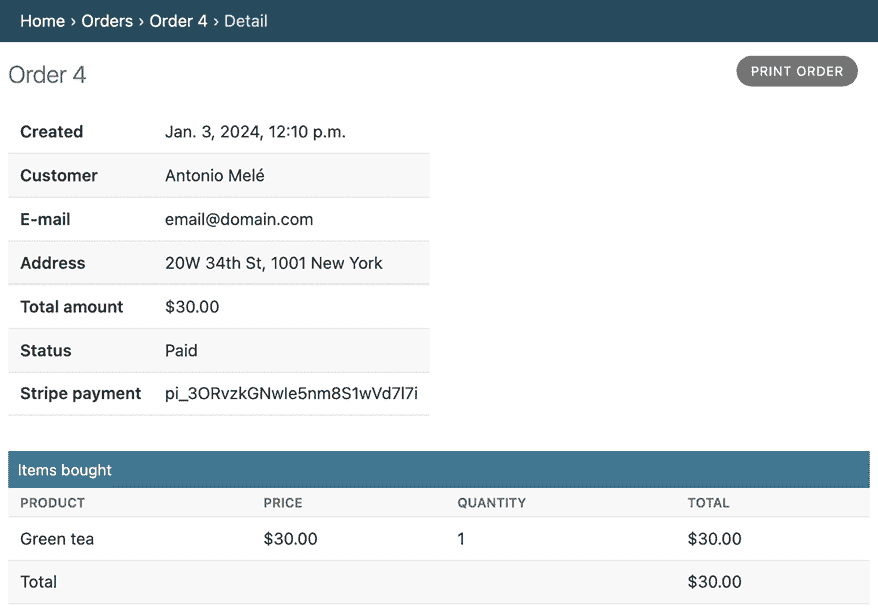 Home › Orders › Order 4 › Detail
Order 4
PRINT ORDER
Created Jan. 3, 2024, 12:10 p.m.
Customer Antonio Melé
E-mail email@domain.com
Address 20W 34th St, 1001 New York
Total amount $30.00
Status Paid
Stripe payment pi_3ORvzkGNwle5nm8S1wVd7l7i
Items bought
PRODUCT PRICE QUANTITY TOTAL
Green tea $30.00 1 $30.00
Total $30.00